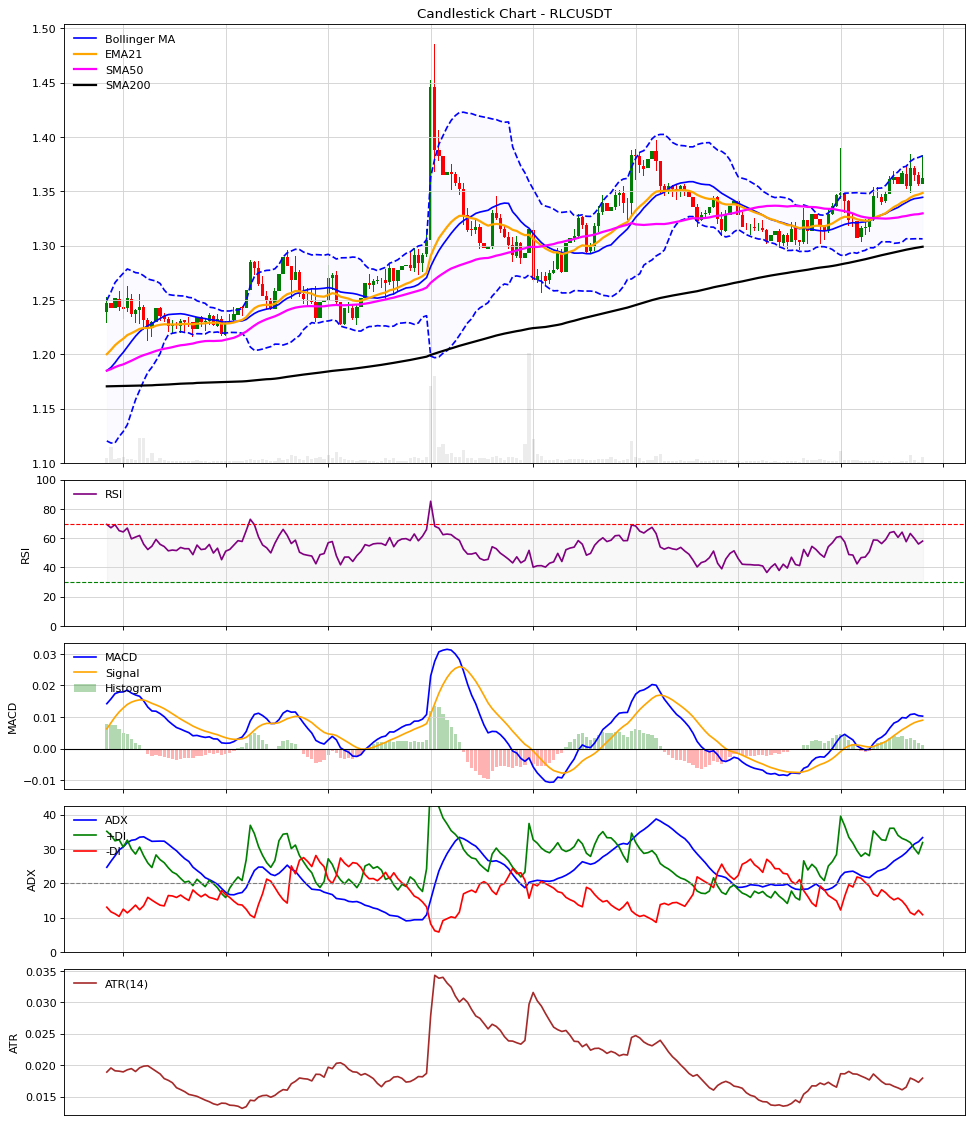 Candlestick Chart - RLCUSDT
1.50
1.45
1.40
1.35
1.30
1.25
1.20
1.15
1.10
Bollinger MA
EMA21
SMA50
SMA200
100
80
60
40
20
0
RSI
RSI
0.03
0.02
0.01
0.00
−0.01
MACD
MACD
Signal
Histogram
40
30
20
10
0
ADX
ADX
+DI
-DI
0.035
0.030
0.025
0.020
0.015
ATR
ATR(14)